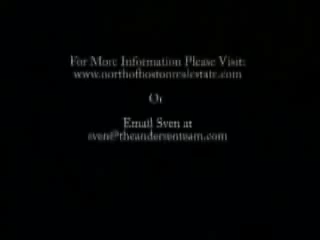 For More Information Please Visit:
www.northofbostonrealestate.com
Or
Email Sven at
sven@theandersenteam.com